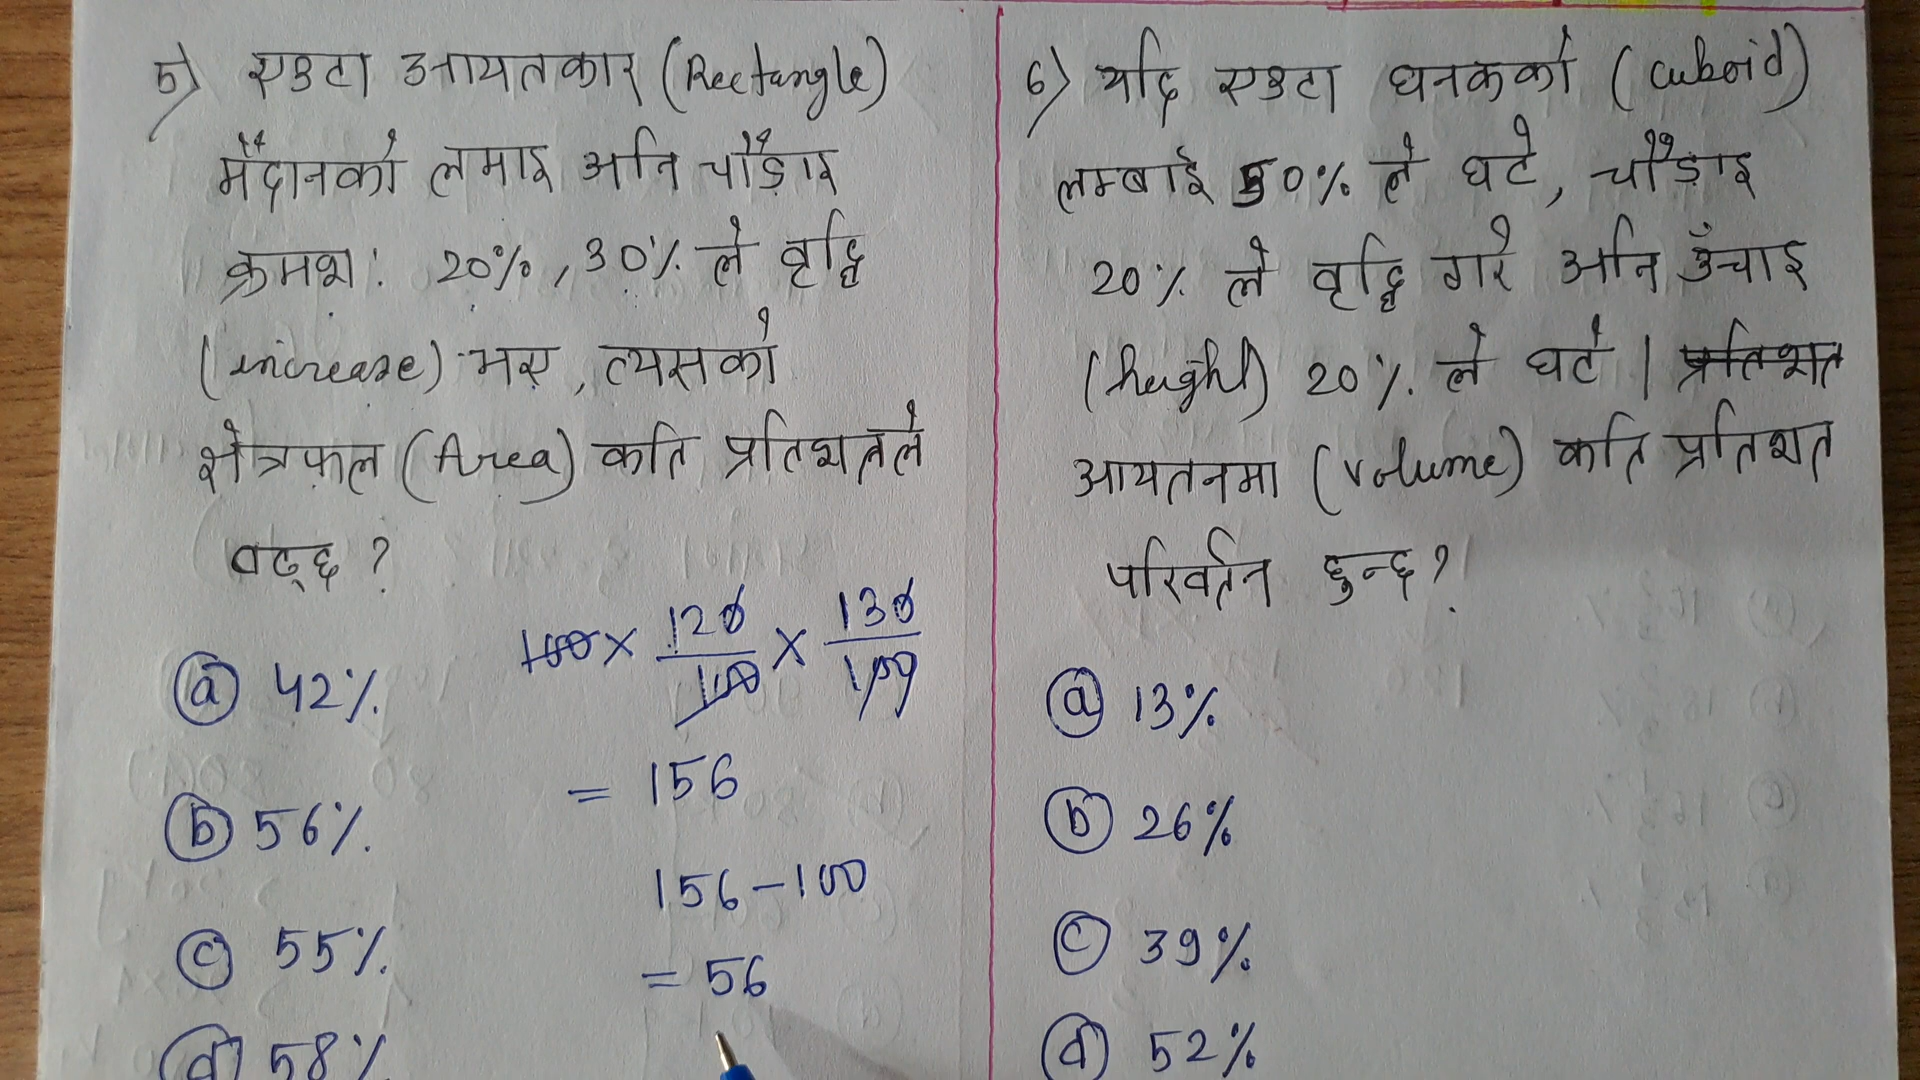 5) एउटा आयतकार (Rectangle)
मैदानको लमाइ अनि चौड़ाइ
क्रमश: 20%, 30% ले वृद्धि
(increase) भए, त्यसको
क्षेत्रफल (Area) कति प्रतिशतले
बढ्छ ?
100 × 120/100 × 130/100
(a) 42%
= 156
(b) 56%
156 - 100
(c) 55%
= 56
(d) 58%
6) यदि एउटा घनकको (cuboid)
लम्बाई 50% ले घटे, चौड़ाइ
20% ले वृद्धि गरे अनि उँचाइ
(height) 20% ले घटे । प्रतिशत
आयतनमा (volume) कति प्रतिशत
परिवर्तन हुन्छ ?
(a) 13%
(b) 26%
(c) 39%
(d) 52%